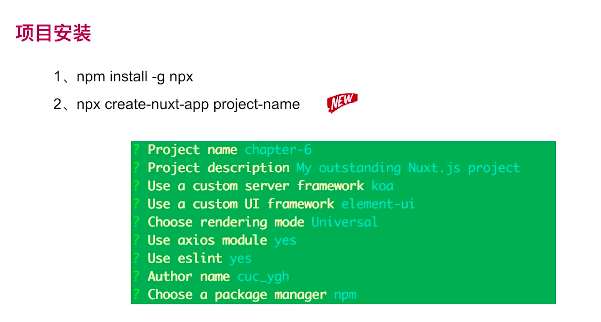 项目安装
1、npm install -g npx
2、npx create-nuxt-app project-name NEW
? Project name chapter-6
? Project description My outstanding Nuxt.js project
? Use a custom server framework koa
? Use a custom UI framework element-ui
? Choose rendering mode Universal
? Use axios module yes
? Use eslint yes
? Author name cuc_ygh
? Choose a package manager npm